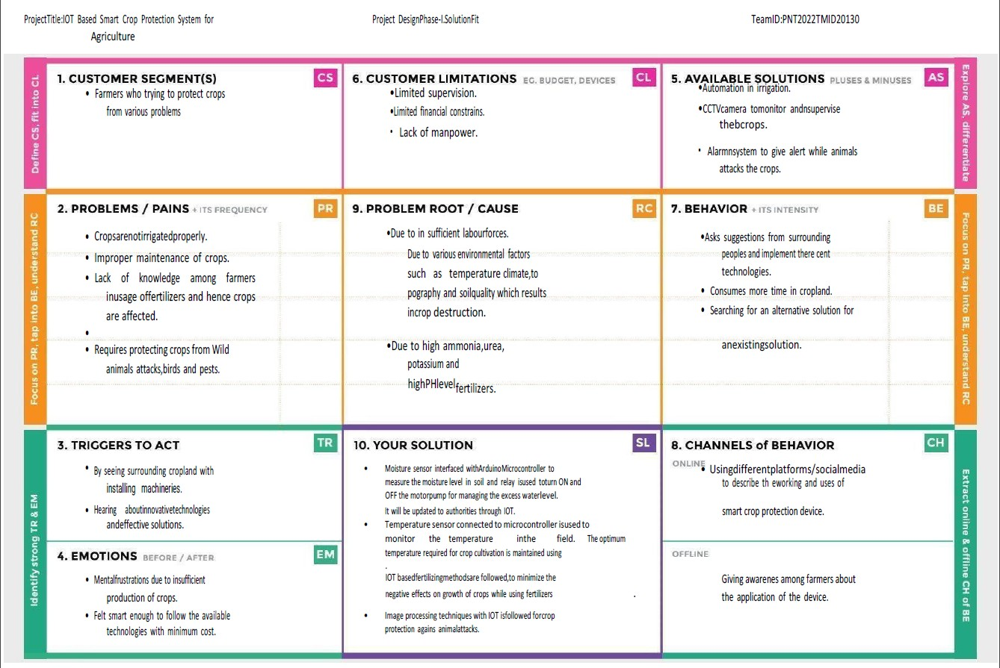 ProjectTitle:IOT Based Smart Crop Protection System for
Agriculture
Project DesignPhase-I.SolutionFit
TeamID:PNT2022TMID20130
Define CS, fit into CL
1. CUSTOMER SEGMENT(S)
CS
• Farmers who trying to protect crops
from various problems
6. CUSTOMER LIMITATIONS EG. BUDGET, DEVICES
CL
•Limited supervision.
•Limited financial constrains.
• Lack of manpower.
5. AVAILABLE SOLUTIONS PLUSES & MINUSES
AS
•Automation in irrigation.
•CCTVcamera tomonitor andnsupervise
thebcrops.
• Alarmnsystem to give alert while animals
attacks the crops.
Explore AS, differentiate
Focus on PR, tap into BE, understand RC
2. PROBLEMS / PAINS + ITS FREQUENCY
PR
• Cropsarenotirrigatedproperly.
• Improper maintenance of crops.
• Lack of knowledge among farmers
inusage offertilizers and hence crops
are affected.
•
• Requires protecting crops from Wild
animals attacks,birds and pests.
9. PROBLEM ROOT / CAUSE
RC
•Due to in sufficient labourforces.
Due to various environmental factors
such as temperature climate,to
pography and soilquality which results
incrop destruction.
•Due to high ammonia,urea,
potassium and
highPHlevel fertilizers.
7. BEHAVIOR + ITS INTENSITY
BE
•Asks suggestions from surrounding
peoples and implement there cent
technologies.
• Consumes more time in cropland.
• Searching for an alternative solution for
anexistingsolution.
Focus on PR, tap into BE, understand RC
Identify strong TR & EM
3. TRIGGERS TO ACT
TR
• By seeing surrounding cropland with
installing machineries.
• Hearing aboutinnovativetechnologies
andeffective solutions.
4. EMOTIONS BEFORE / AFTER
EM
• Mentalfrustrations due to insufficient
production of crops.
• Felt smart enough to follow the available
technologies with minimum cost.
10. YOUR SOLUTION
SL
• Moisture sensor interfaced withArduinoMicrocontroller to
measure the moisture level in soil and relay isused toturn ON and
OFF the motorpump for managing the excess waterlevel.
It will be updated to authorities through IOT.
• Temperature sensor connected to microcontroller isused to
monitor the temperature inthe field. The optimum
temperature required for crop cultivation is maintained using
.
IOT basedfertilizingmethodsare followed,to minimize the
negative effects on growth of crops while using fertilizers .
• Image processing techniques with IOT isfollowed forcrop
protection agains animalattacks.
8. CHANNELS of BEHAVIOR
CH
ONLINE
• Usingdifferentplatforms/socialmedia
to describe th eworking and uses of
smart crop protection device.
OFFLINE
Giving awarenes among farmers about
the application of the device.
Extract online & offline CH of BE